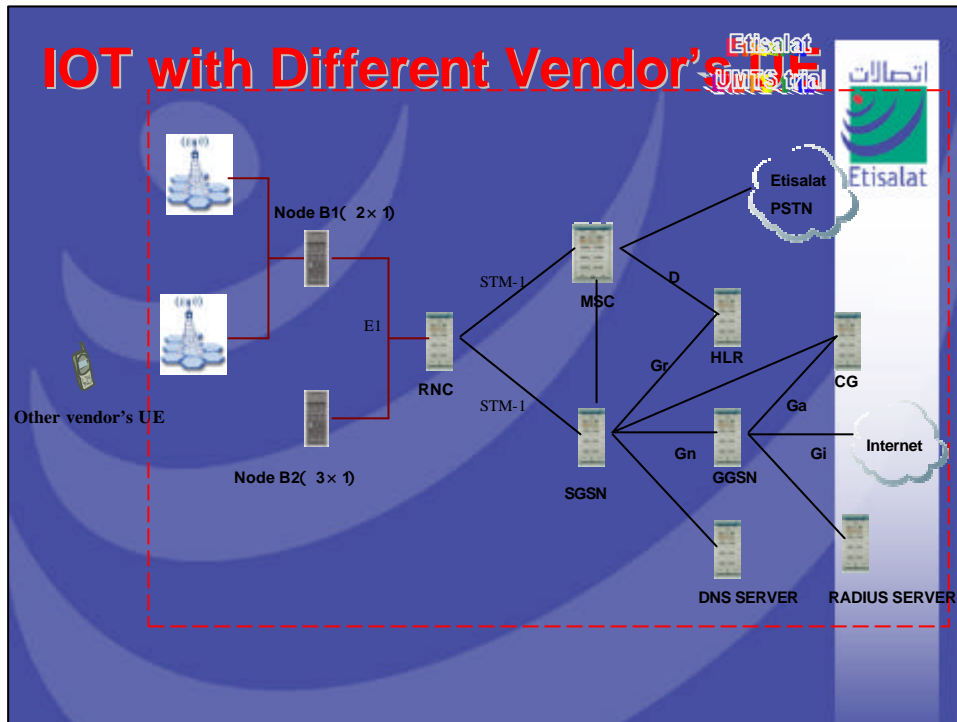 IOT with Different Vendor's UE
Etisalat
UMTS trial
اتصالات
Etisalat
Etisalat
PSTN
Node B1( 2×1)
STM-1
MSC
D
E1
HLR
Gr
RNC
CG
Other vendor's UE
STM-1
Ga
Internet
Node B2( 3×1)
SGSN
Gn
GGSN
Gi
DNS SERVER
RADIUS SERVER